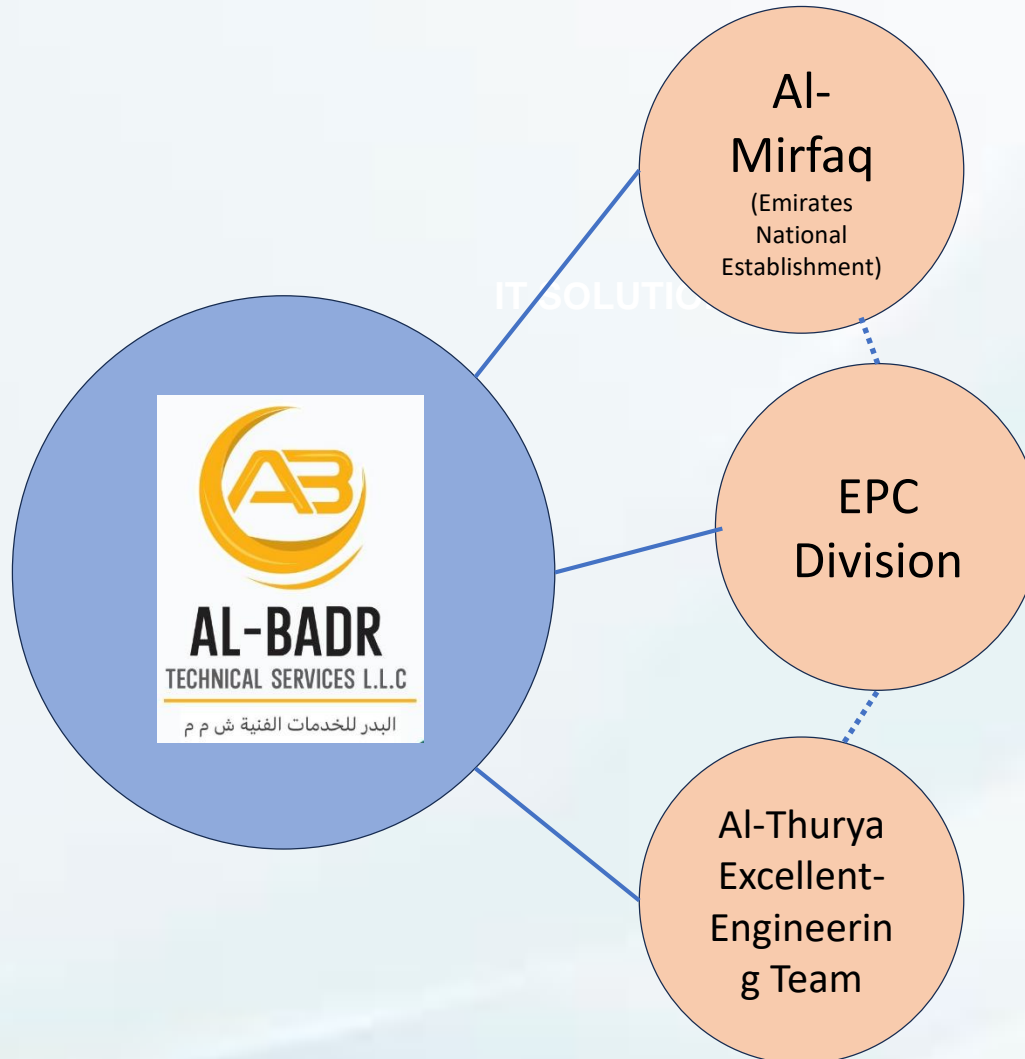 Al-
Mirfaq
(Emirates
National
Establishment)
IT SOLUTIO
AB
AL-BADR
TECHNICAL SERVICES L.L.C
البدر للخدمات الفنية ش م م
EPC
Division
Al-Thurya
Excellent-
Engineerin
g Team